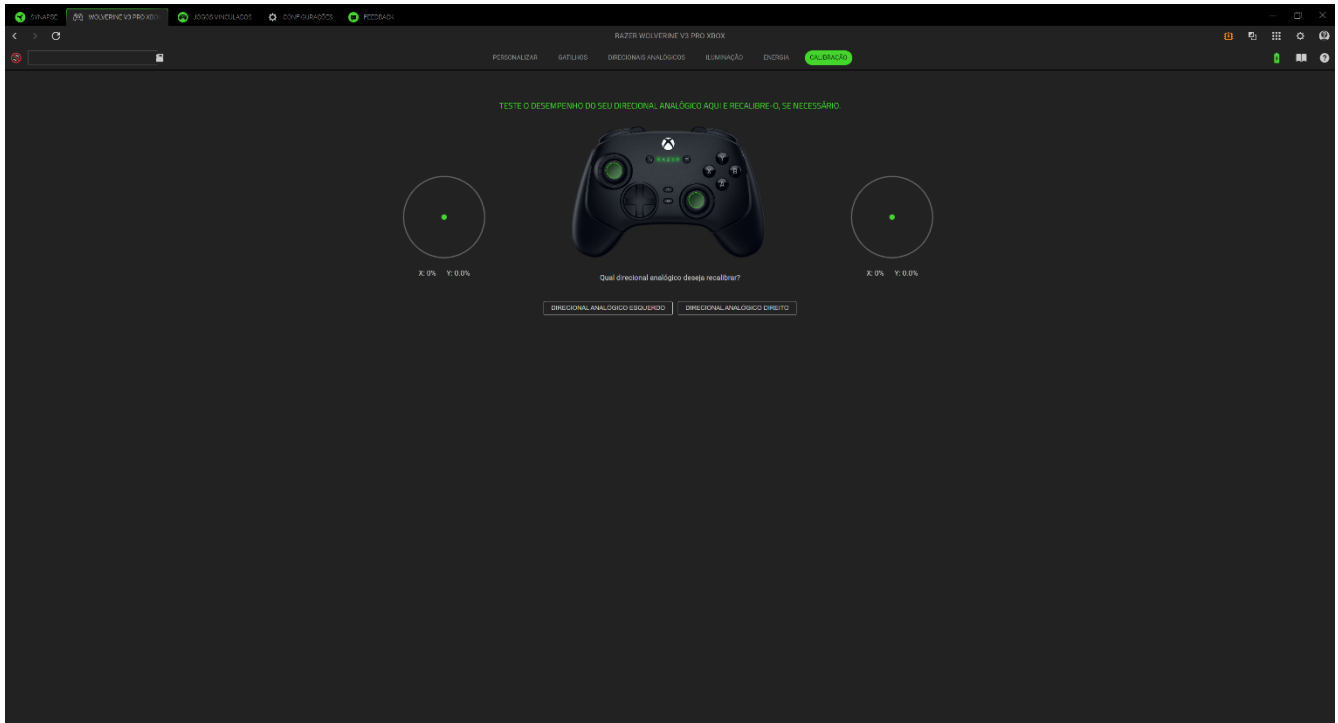 SYNAPSE WOLVERINE V3 PRO XBOX JOGOS VINCULADOS CONFIGURAÇÕES FEEDBACK
RAZER WOLVERINE V3 PRO XBOX
PERSONALIZAR GATILHOS DIRECIONAIS ANALÓGICOS ILUMINAÇÃO ENERGIA CALIBRAÇÃO
TESTE O DESEMPENHO DO SEU DIRECIONAL ANALÓGICO AQUI E RECALIBRE-O, SE NECESSÁRIO.
RAZER
Y
X B
A
X: 0% Y: 0.0% X: 0% Y: 0.0%
Qual direcional analógico deseja recalibrar?
DIRECIONAL ANALÓGICO ESQUERDO DIRECIONAL ANALÓGICO DIREITO